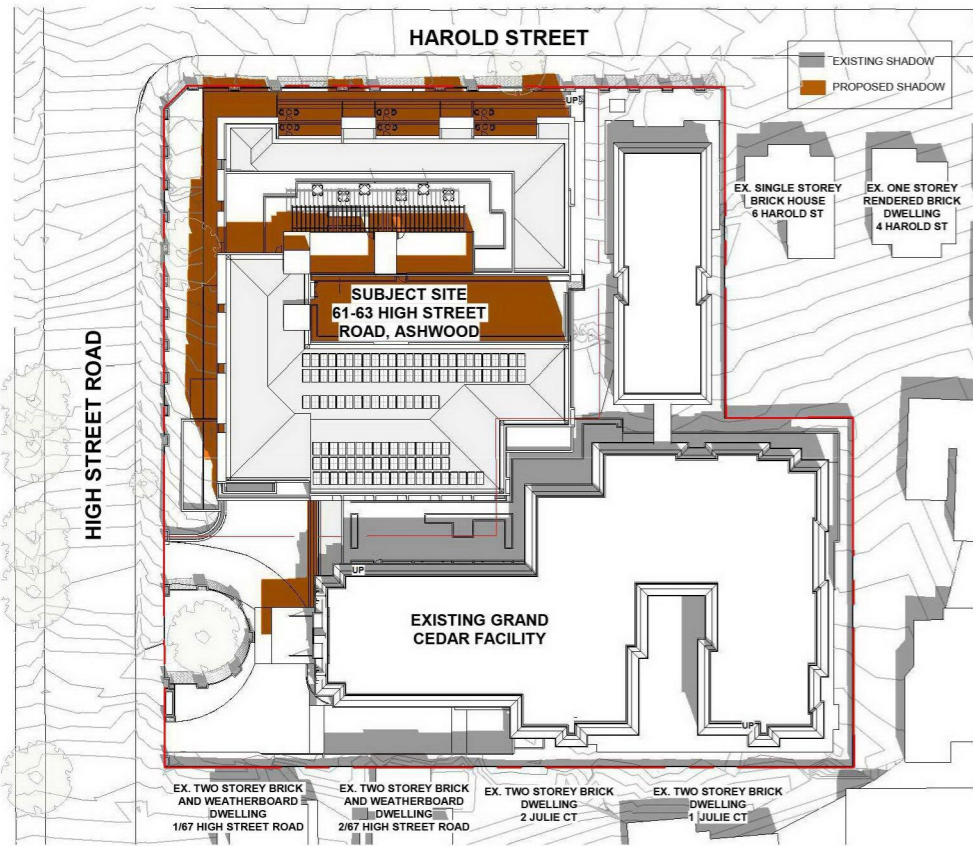 HAROLD STREET
EXISTING SHADOW
PROPOSED SHADOW
UP
EX. SINGLE STOREY
BRICK HOUSE
6 HAROLD ST
EX. ONE STOREY
RENDERED BRICK
DWELLING
4 HAROLD ST
SUBJECT SITE
61-63 HIGH STREET
ROAD, ASHWOOD
HIGH STREET ROAD
UP
EXISTING GRAND
CEDAR FACILITY
UP
EX. TWO STOREY BRICK
AND WEATHERBOARD
DWELLING
1/67 HIGH STREET ROAD
EX. TWO STOREY BRICK
AND WEATHERBOARD
DWELLING
2/67 HIGH STREET ROAD
EX. TWO STOREY BRICK
DWELLING
2 JULIE CT
EX. TWO STOREY BRICK
DWELLING
1 JULIE CT